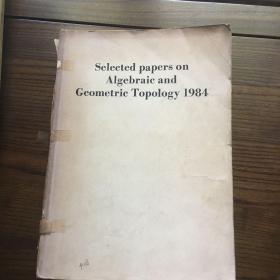 Selected papers on
Algebraic and
Geometric Topology 1984